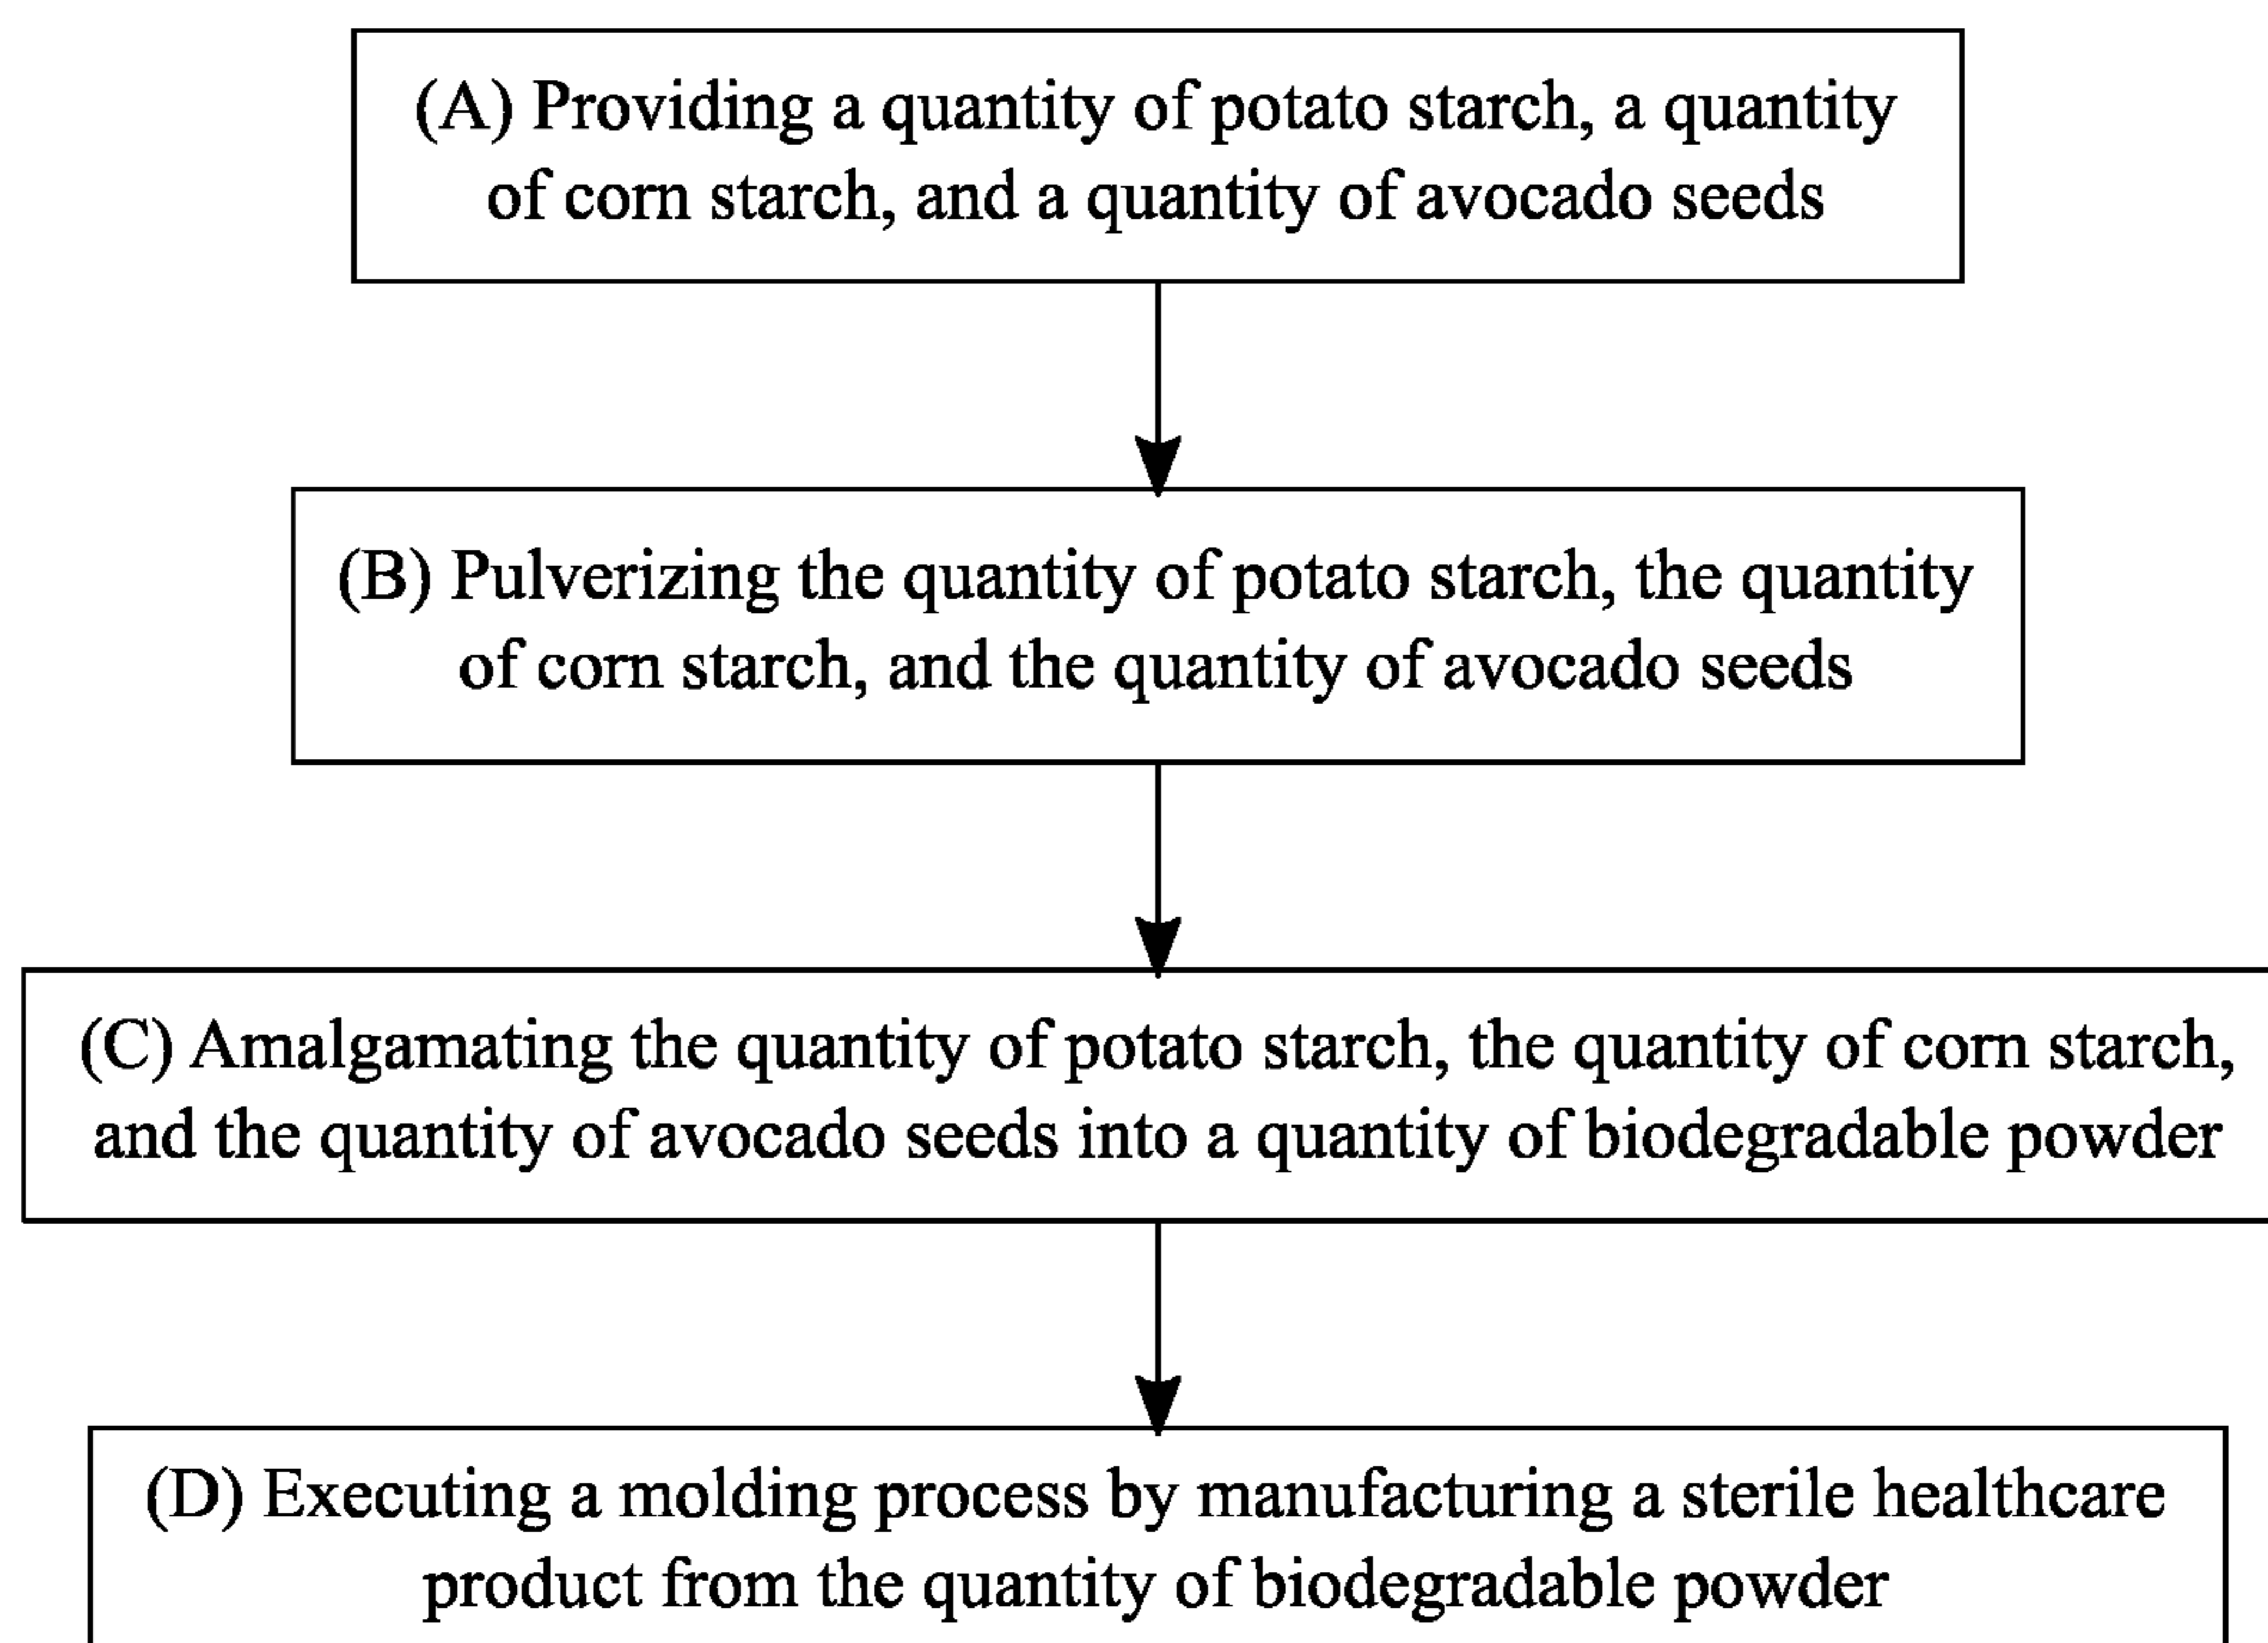 (A) Providing a quantity of potato starch, a quantity
of corn starch, and a quantity of avocado seeds
(B) Pulverizing the quantity of potato starch, the quantity
of corn starch, and the quantity of avocado seeds
(C) Amalgamating the quantity of potato starch, the quantity of corn starch,
and the quantity of avocado seeds into a quantity of biodegradable powder
(D) Executing a molding process by manufacturing a sterile healthcare
product from the quantity of biodegradable powder